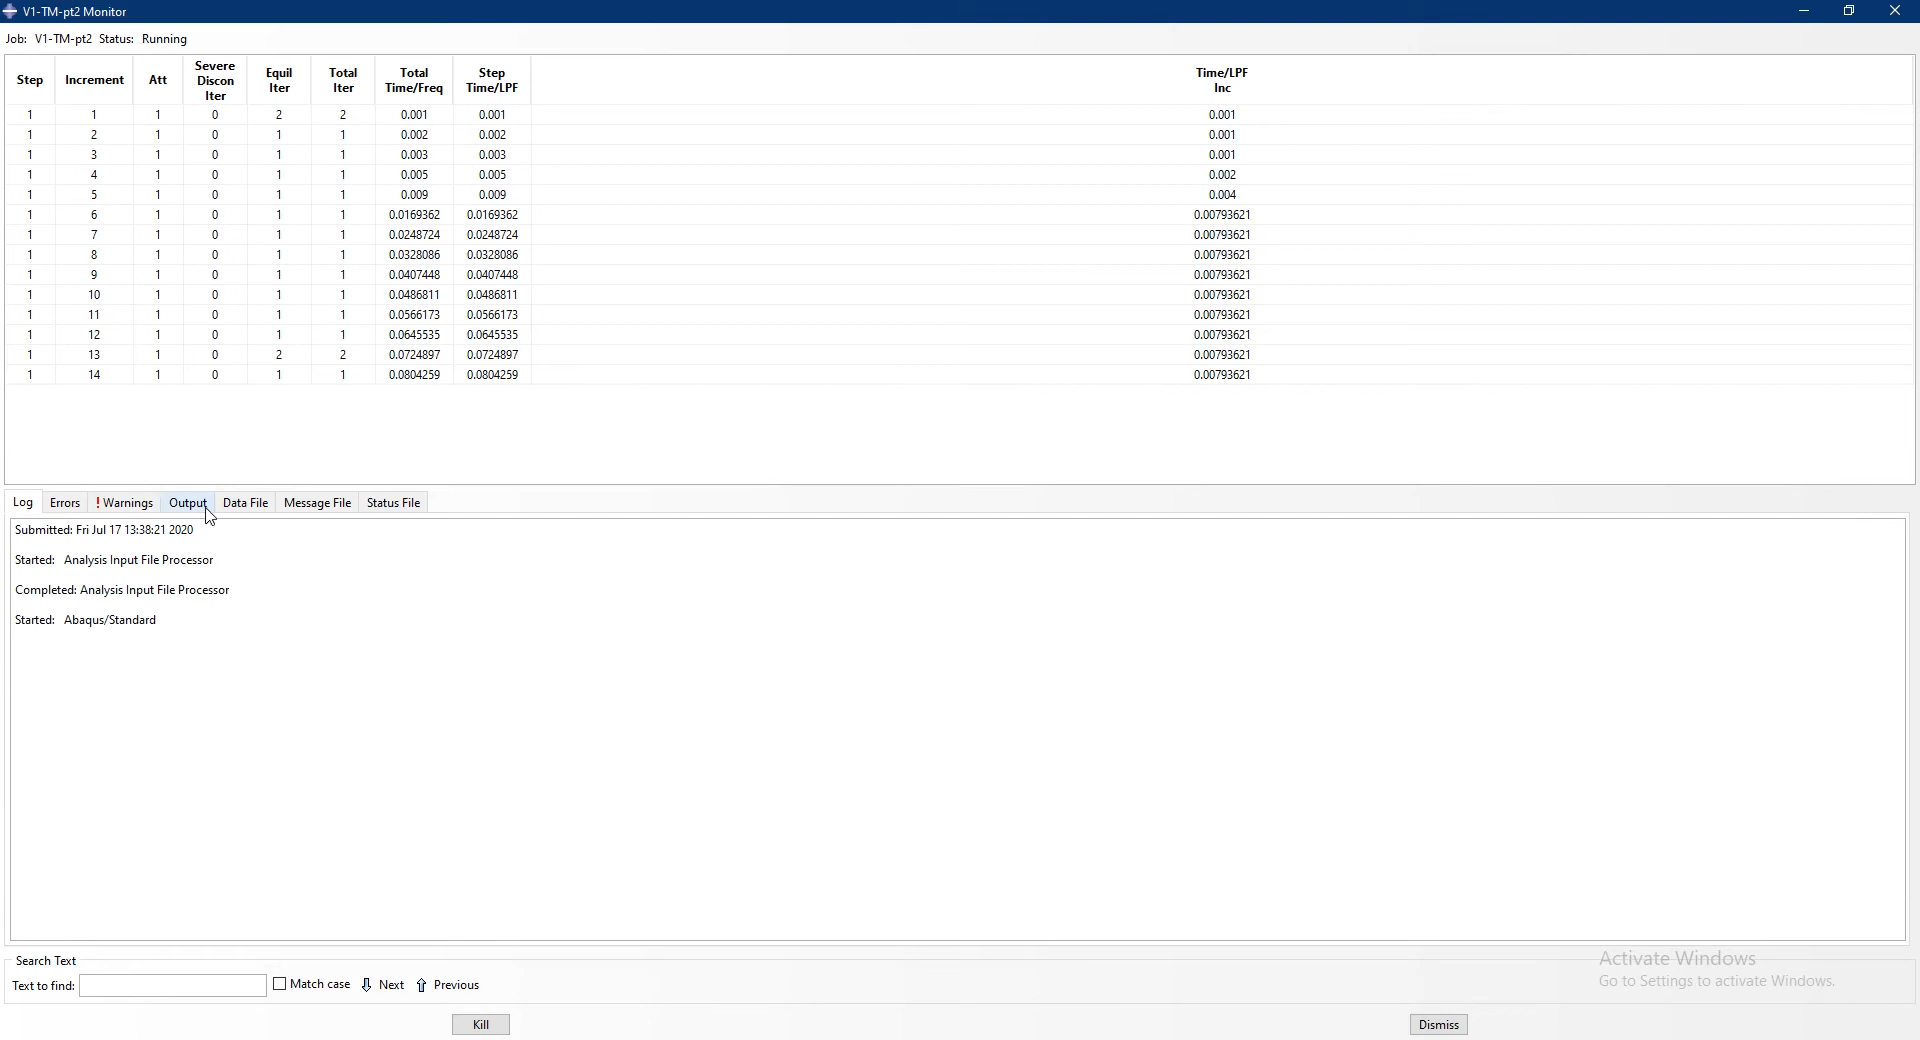 V1-TM-pt2 Monitor
Job: V1-TM-pt2 Status: Running
Step Increment Att Severe Discon Iter Equil Iter Total Iter Total Time/Freq Step Time/LPF Time/LPF Inc
1 1 1 0 2 2 0.001 0.001 0.001
1 2 1 0 1 1 0.002 0.002 0.001
1 3 1 0 1 1 0.003 0.003 0.001
1 4 1 0 1 1 0.005 0.005 0.002
1 5 1 0 1 1 0.009 0.009 0.004
1 6 1 0 1 1 0.0169362 0.0169362 0.00793621
1 7 1 0 1 1 0.0248724 0.0248724 0.00793621
1 8 1 0 1 1 0.0328086 0.0328086 0.00793621
1 9 1 0 1 1 0.0407448 0.0407448 0.00793621
1 10 1 0 1 1 0.0486811 0.0486811 0.00793621
1 11 1 0 1 1 0.0566173 0.0566173 0.00793621
1 12 1 0 1 1 0.0645535 0.0645535 0.00793621
1 13 1 0 2 2 0.0724897 0.0724897 0.00793621
1 14 1 0 1 1 0.0804259 0.0804259 0.00793621
Log Errors ! Warnings Output Data File Message File Status File
Submitted: Fri Jul 17 13:38:21 2020
Started: Analysis Input File Processor
Completed: Analysis Input File Processor
Started: Abaqus/Standard
Search Text
Text to find: Match case Next Previous
Activate Windows
Go to Settings to activate Windows.
Kill Dismiss